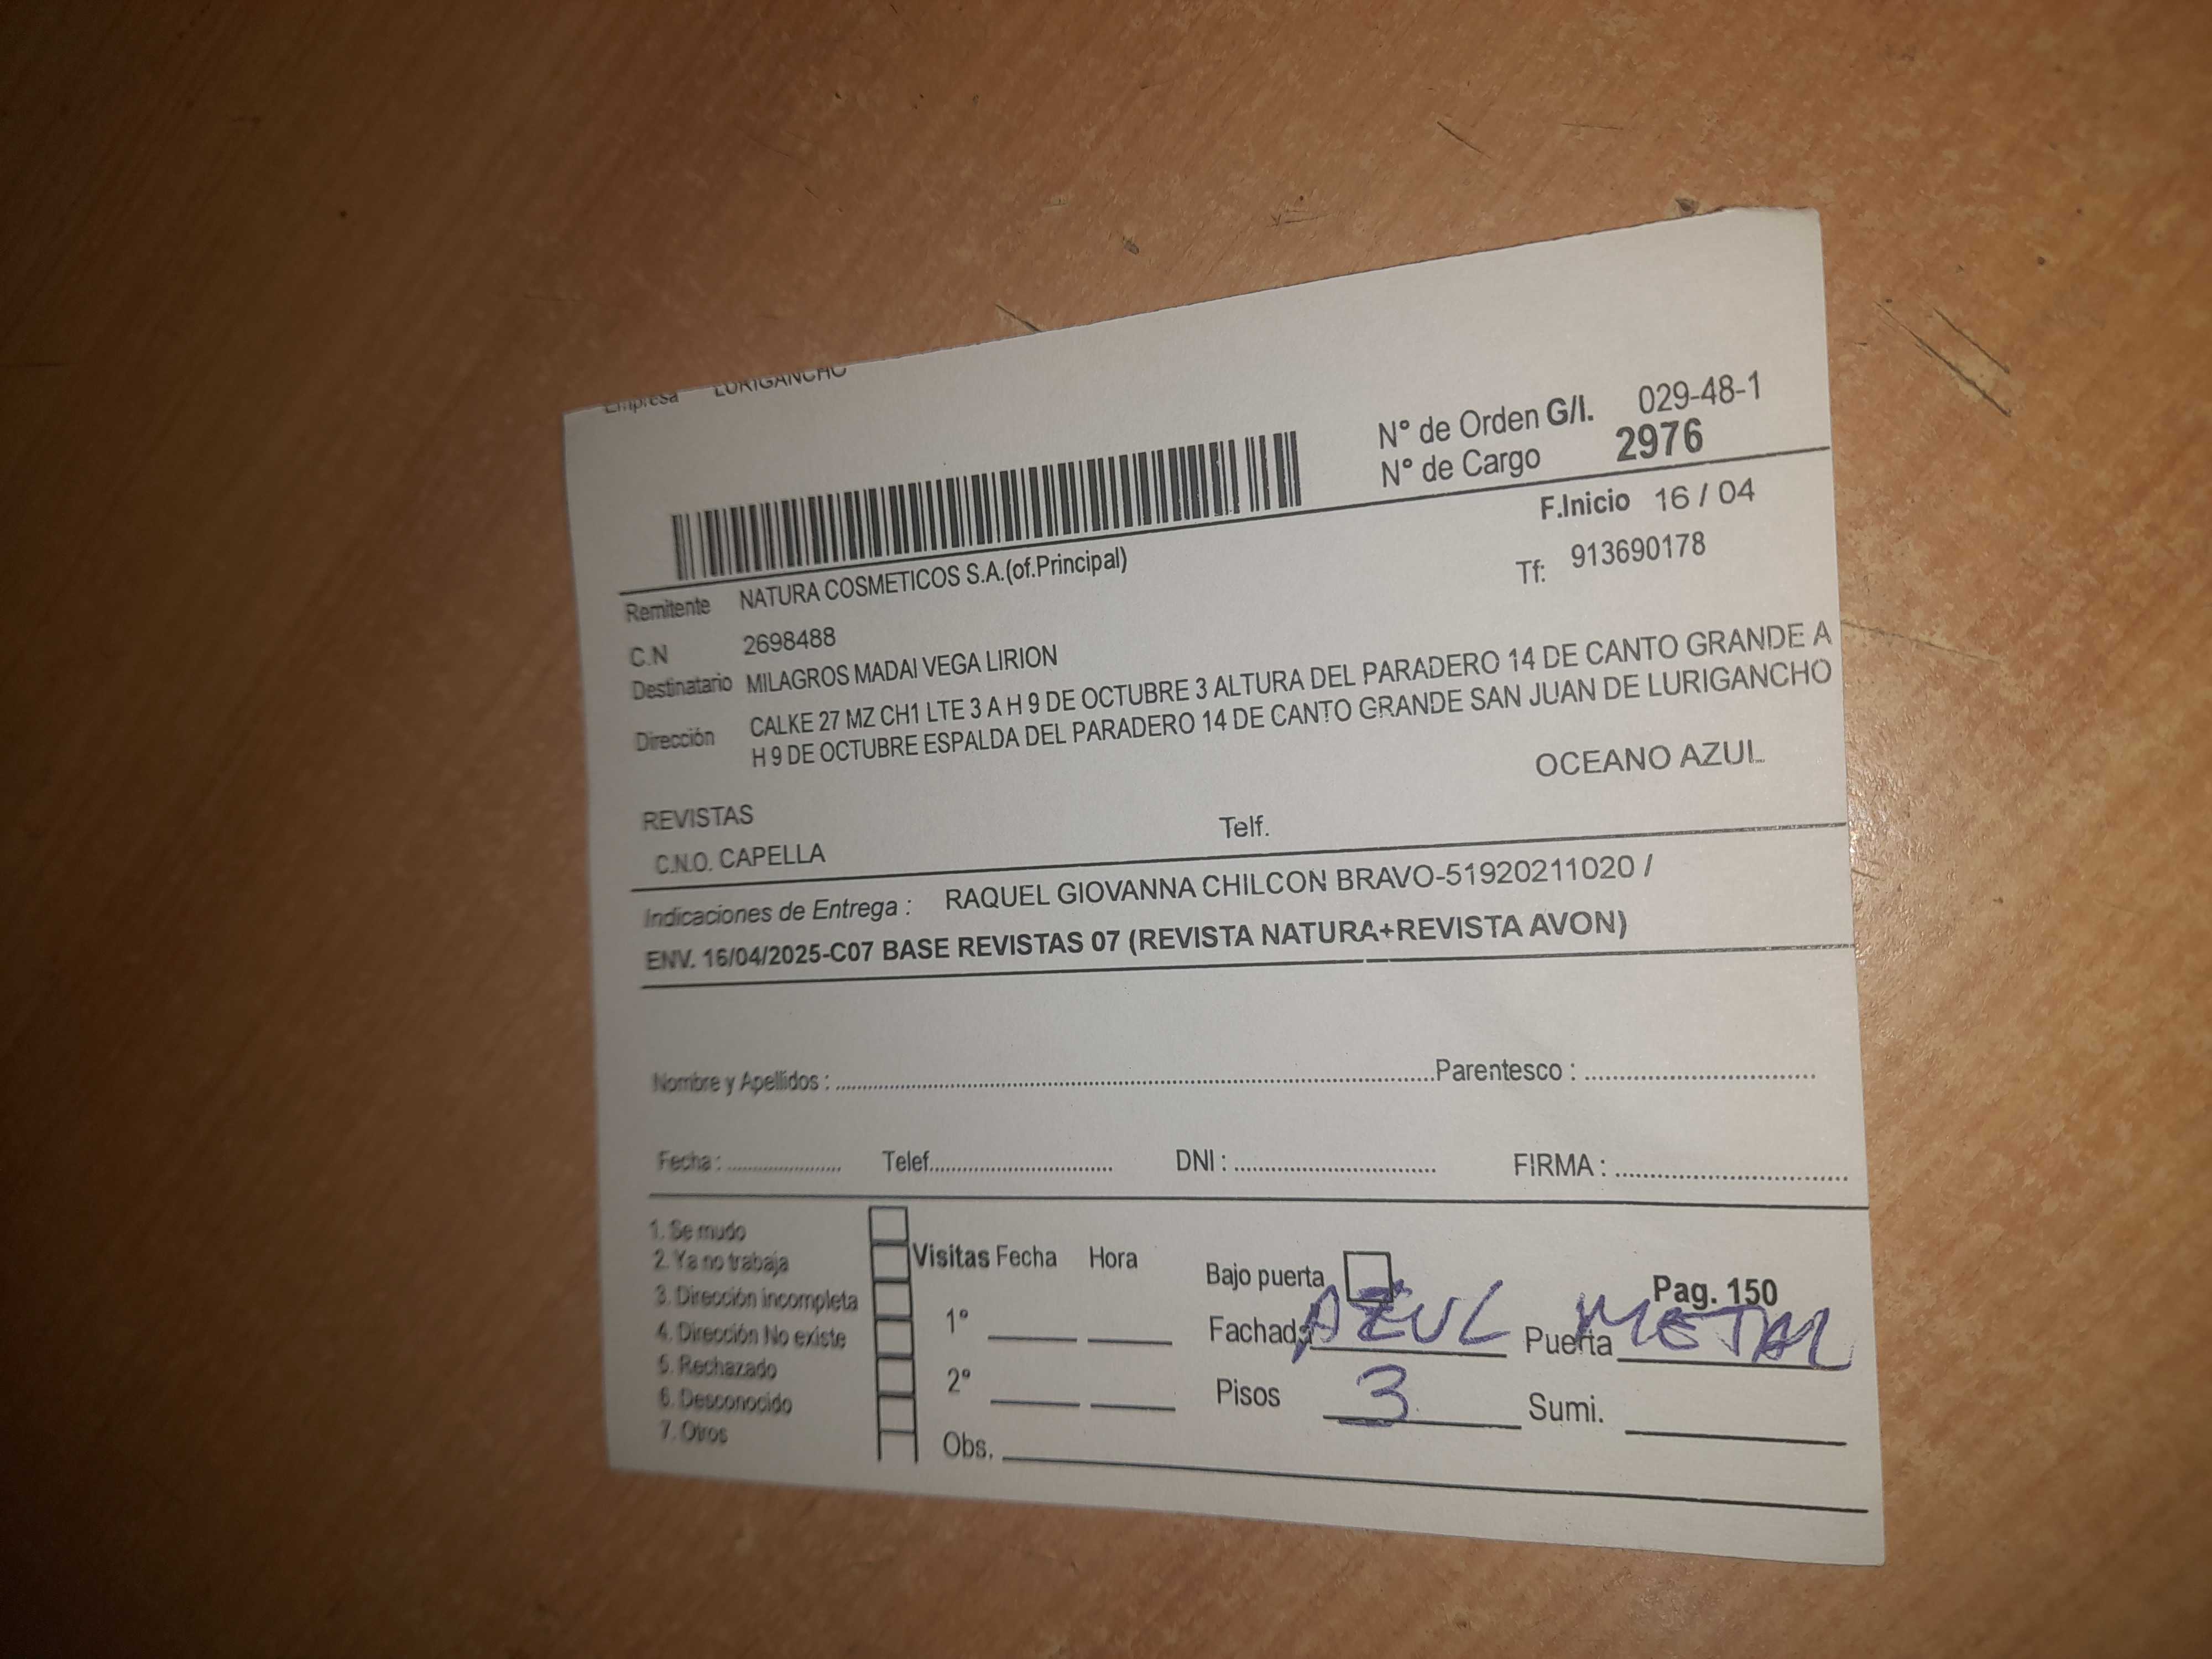 Empresa LURIGANCHO
N° de Orden G/I. 029-48-1
N° de Cargo 2976
F.Inicio 16 / 04
Remitente NATURA COSMETICOS S.A.(of.Principal)
Tf: 913690178
C.N 2698488
Destinatario MILAGROS MADAI VEGA LIRION
Dirección CALKE 27 MZ CH1 LTE 3 A H 9 DE OCTUBRE 3 ALTURA DEL PARADERO 14 DE CANTO GRANDE A
H 9 DE OCTUBRE ESPALDA DEL PARADERO 14 DE CANTO GRANDE SAN JUAN DE LURIGANCHO
OCEANO AZUL
REVISTAS
C.N.O. CAPELLA Telf.
Indicaciones de Entrega : RAQUEL GIOVANNA CHILCON BRAVO-51920211020 /
ENV. 16/04/2025-C07 BASE REVISTAS 07 (REVISTA NATURA+REVISTA AVON)
Nombre y Apellidos : Parentesco :
Fecha : Telef. DNI : FIRMA :
1. Se mudo
2. Ya no trabaja
3. Dirección incompleta
4. Dirección No existe
5. Rechazado
6. Desconocido
7. Otros
Visitas Fecha Hora
1°
2°
Obs.
Bajo puerta Pag. 150
Fachada AZUL Puerta METAL
Pisos 3 Sumi.